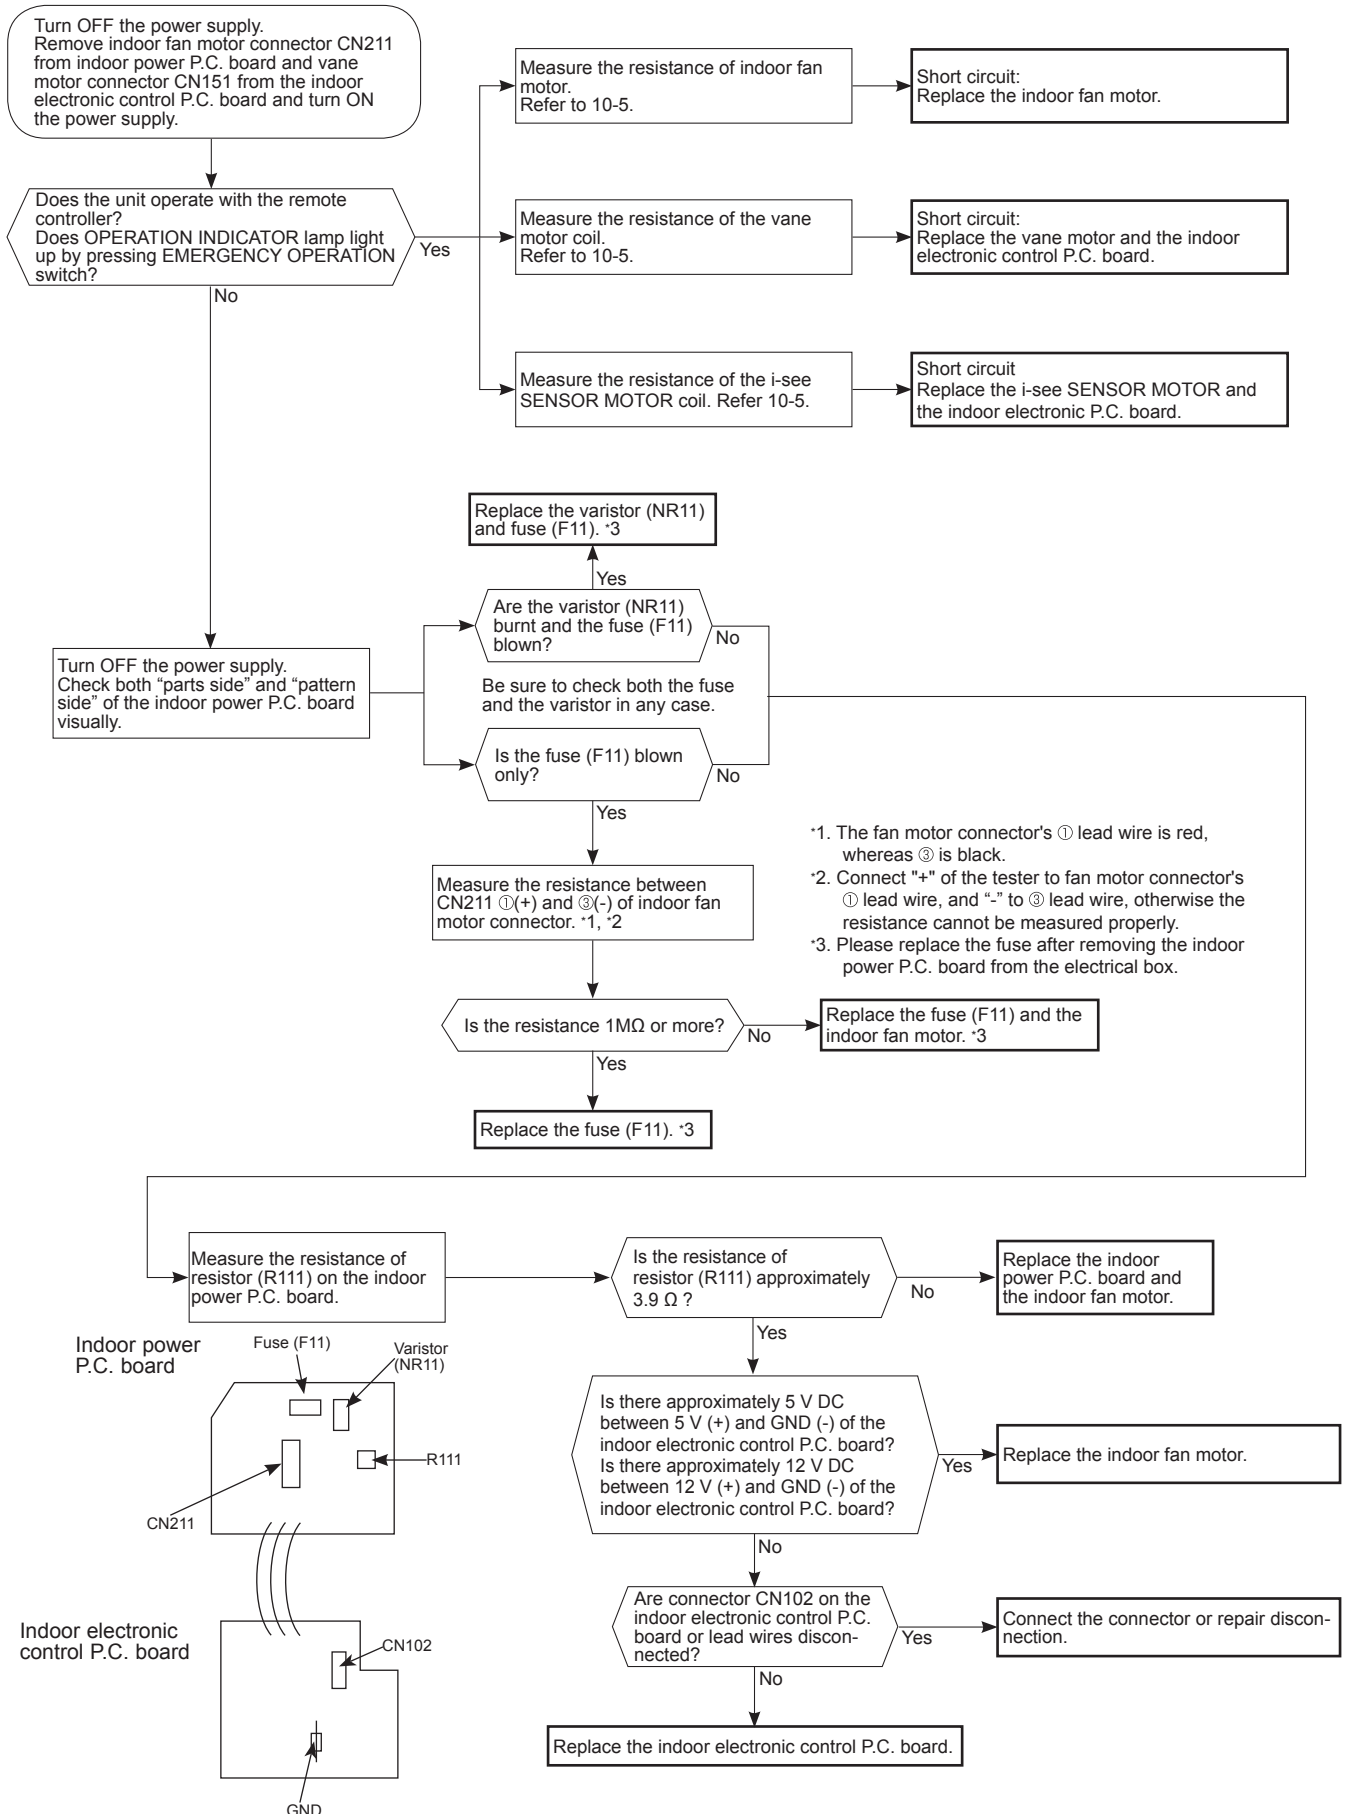 Turn OFF the power supply.
Remove indoor fan motor connector CN211
from indoor power P.C. board and vane
motor connector CN151 from the indoor
electronic control P.C. board and turn ON
the power supply.
Measure the resistance of indoor fan
motor.
Refer to 10-5.
Short circuit:
Replace the indoor fan motor.
Does the unit operate with the remote
controller?
Does OPERATION INDICATOR lamp light
up by pressing EMERGENCY OPERATION
switch?
Yes
No
Measure the resistance of the vane
motor coil.
Refer to 10-5.
Short circuit:
Replace the vane motor and the indoor
electronic control P.C. board.
Measure the resistance of the i-see
SENSOR MOTOR coil. Refer 10-5.
Short circuit
Replace the i-see SENSOR MOTOR and
the indoor electronic P.C. board.
Replace the varistor (NR11)
and fuse (F11). *3
Yes
Are the varistor (NR11)
burnt and the fuse (F11)
blown?
No
Turn OFF the power supply.
Check both “parts side” and “pattern
side” of the indoor power P.C. board
visually.
Be sure to check both the fuse
and the varistor in any case.
Is the fuse (F11) blown
only?
No
Yes
*1. The fan motor connector's ① lead wire is red,
whereas ③ is black.
*2. Connect "+" of the tester to fan motor connector's
① lead wire, and “-” to ③ lead wire, otherwise the
resistance cannot be measured properly.
*3. Please replace the fuse after removing the indoor
power P.C. board from the electrical box.
Measure the resistance between
CN211 ①(+) and ③(-) of indoor fan
motor connector. *1, *2
Is the resistance 1MΩ or more?
No
Replace the fuse (F11) and the
indoor fan motor. *3
Yes
Replace the fuse (F11). *3
Measure the resistance of
resistor (R111) on the indoor
power P.C. board.
Is the resistance of
resistor (R111) approximately
3.9 Ω ?
No
Replace the indoor
power P.C. board and
the indoor fan motor.
Yes
Indoor power
P.C. board
Fuse (F11)
Varistor
(NR11)
R111
CN211
Is there approximately 5 V DC
between 5 V (+) and GND (-) of the
indoor electronic control P.C. board?
Is there approximately 12 V DC
between 12 V (+) and GND (-) of the
indoor electronic control P.C. board?
Yes
Replace the indoor fan motor.
No
Are connector CN102 on the
indoor electronic control P.C.
board or lead wires discon-
nected?
Yes
Connect the connector or repair discon-
nection.
No
Indoor electronic
control P.C. board
CN102
GND
Replace the indoor electronic control P.C. board.